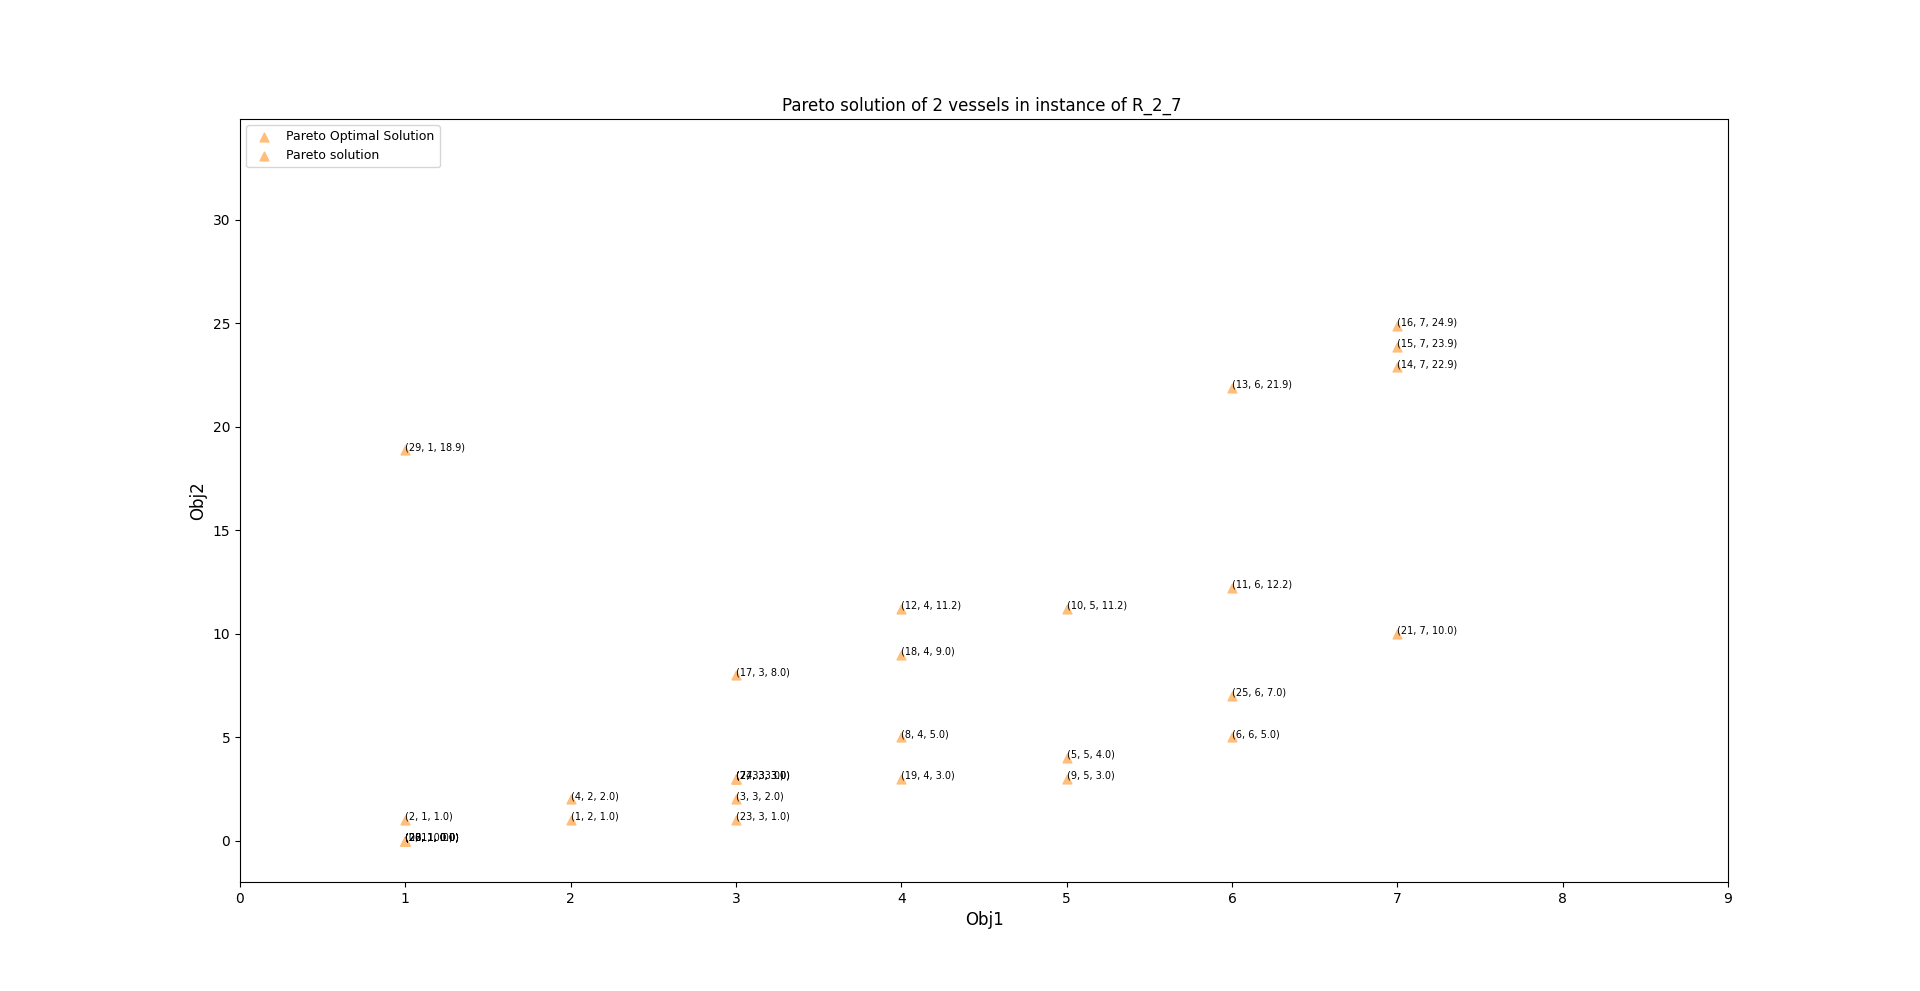 Pareto solution of 2 vessels in instance of R_2_7
Pareto Optimal Solution
Pareto solution
30
25
20
15
10
5
0
Obj2
(16, 7, 24.9)
(15, 7, 23.9)
(14, 7, 22.9)
(13, 6, 21.9)
(29, 1, 18.9)
(11, 6, 12.2)
(12, 4, 11.2)
(10, 5, 11.2)
(21, 7, 10.0)
(18, 4, 9.0)
(17, 3, 8.0)
(25, 6, 7.0)
(8, 4, 5.0)
(6, 6, 5.0)
(5, 5, 4.0)
(19, 4, 3.0)
(9, 5, 3.0)
(4, 2, 2.0)
(3, 3, 2.0)
(2, 1, 1.0)
(1, 2, 1.0)
(23, 3, 1.0)
0
1
2
3
4
5
6
7
8
9
Obj1